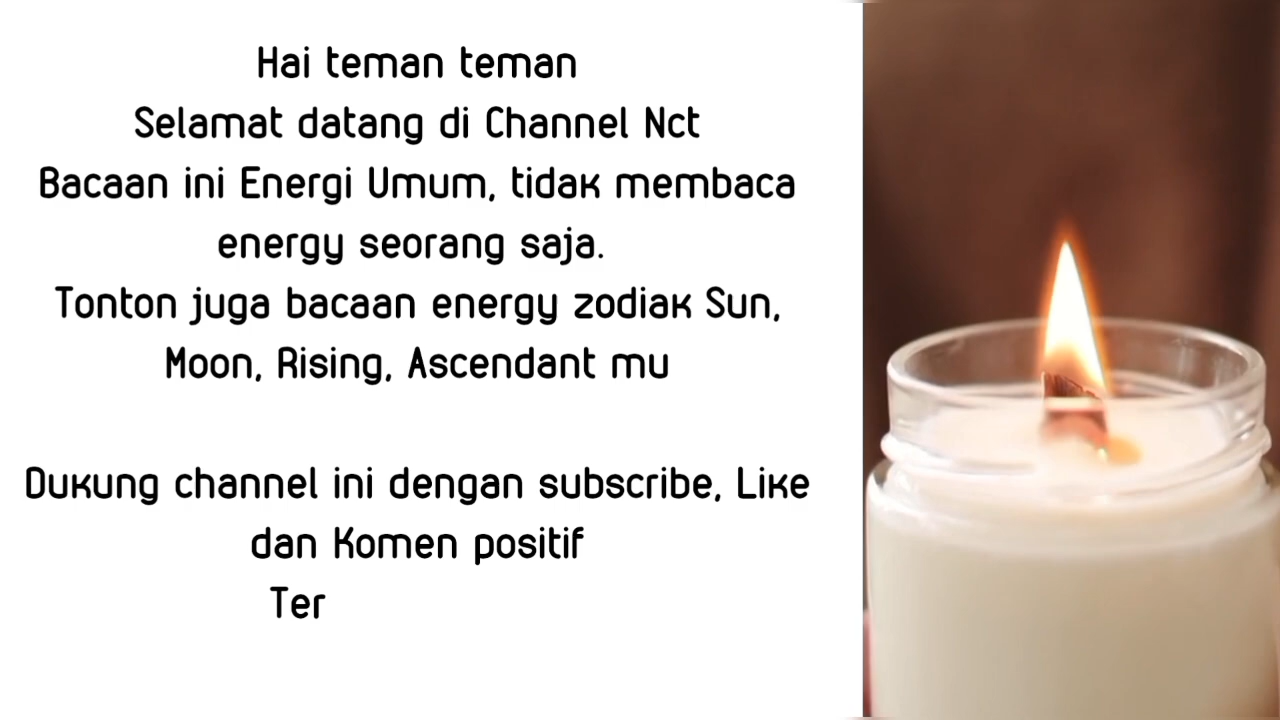 Hai teman teman
Selamat datang di Channel Nct
Bacaan ini Energi Umum, tidak membaca
energy seorang saja.
Tonton juga bacaan energy zodiak Sun,
Moon, Rising, Ascendant mu
Dukung channel ini dengan subscribe, Like
dan Komen positif
Ter